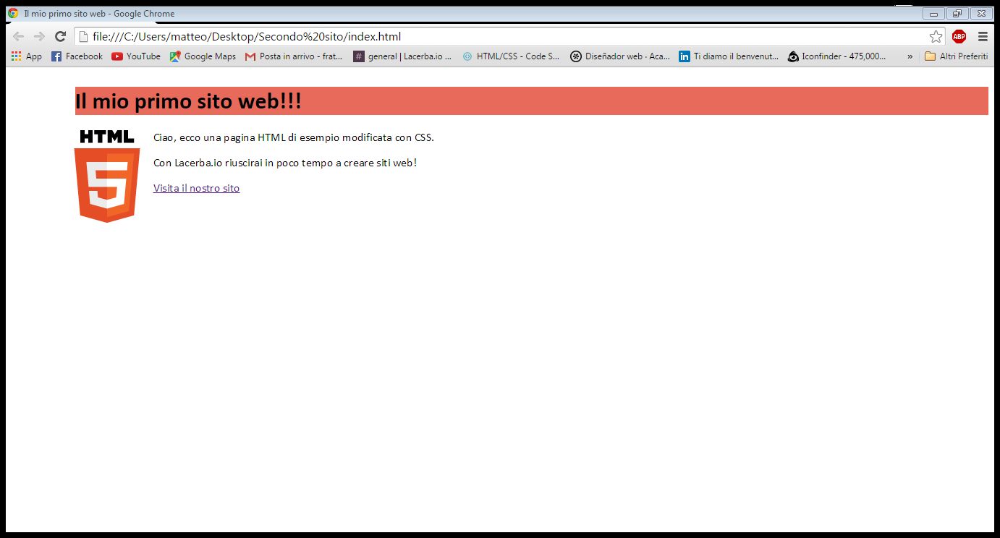 Il mio primo sito web - Google Chrome
file:///C:/Users/matteo/Desktop/Secondo%20sito/index.html
ABP
App Facebook YouTube Google Maps Posta in arrivo - frat... # general | Lacerba.io ... HTML/CSS - Code S... Diseñador web · Aca... in Ti diamo il benvenut... Iconfinder - 475,000... » Altri Preferiti
Il mio primo sito web!!!
HTML
5
Ciao, ecco una pagina HTML di esempio modificata con CSS.
Con Lacerba.io riuscirai in poco tempo a creare siti web!
Visita il nostro sito